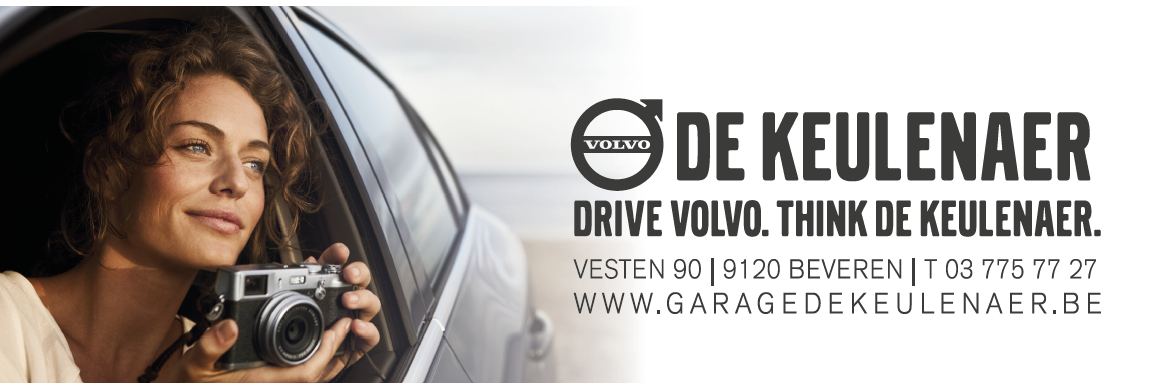 VOLVO DE KEULENAER
DRIVE VOLVO. THINK DE KEULENAER.
VESTEN 90 | 9120 BEVEREN | T 03 775 77 27
WWW.GARAGEDEKEULENAER.BE